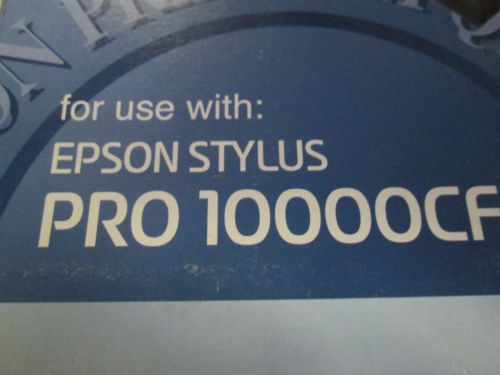 for use with:
EPSON STYLUS
PRO 10000CF